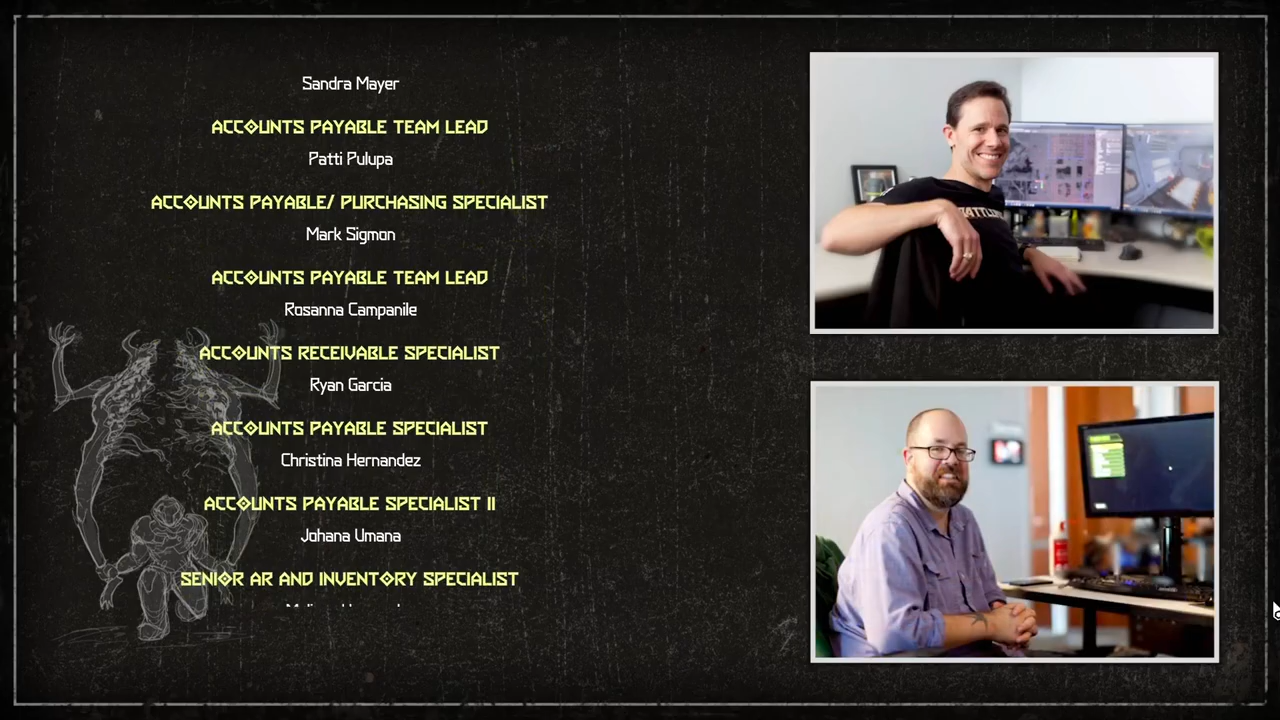 Sandra Mayer
ACCOUNTS PAYABLE TEAM LEAD
Patti Pulupa
ACCOUNTS PAYABLE/ PURCHASING SPECIALIST
Mark Sigmon
ACCOUNTS PAYABLE TEAM LEAD
Rosanna Campanile
ACCOUNTS RECEIVABLE SPECIALIST
Ryan Garcia
ACCOUNTS PAYABLE SPECIALIST
Christina Hernandez
ACCOUNTS PAYABLE SPECIALIST II
Johana Umana
SENIOR AR AND INVENTORY SPECIALIST